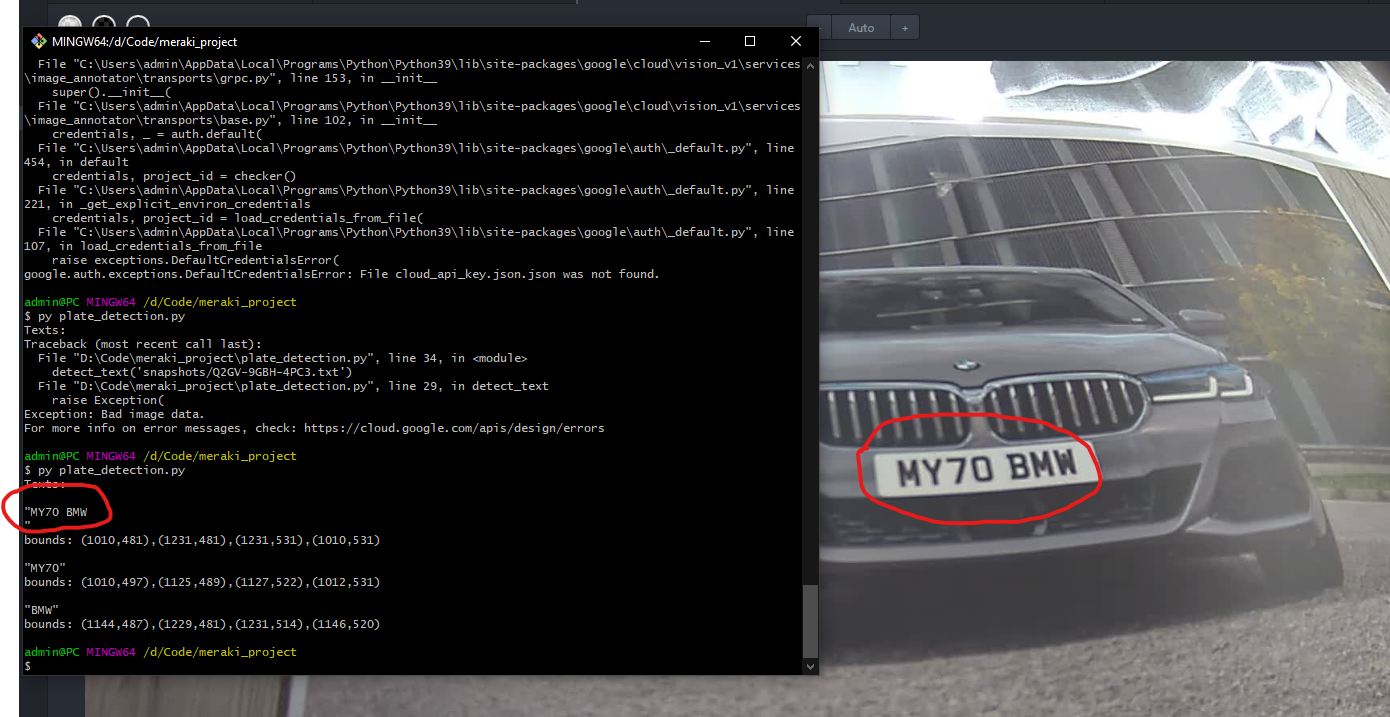 Auto
+
MINGW64:/d/Code/meraki_project
File "C:\Users\admin\AppData\Local\Programs\Python\Python39\lib\site-packages\google\cloud\vision_v1\services
\image_annotator\transports\grpc.py", line 153, in __init__
super().__init__(
File "C:\Users\admin\AppData\Local\Programs\Python\Python39\lib\site-packages\google\cloud\vision_v1\services
\image_annotator\transports\base.py", line 102, in __init__
credentials, _ = auth.default(
File "C:\Users\admin\AppData\Local\Programs\Python\Python39\lib\site-packages\google\auth\_default.py", line
454, in default
credentials, project_id = checker()
File "C:\Users\admin\AppData\Local\Programs\Python\Python39\lib\site-packages\google\auth\_default.py", line
221, in _get_explicit_environ_credentials
credentials, project_id = load_credentials_from_file(
File "C:\Users\admin\AppData\Local\Programs\Python\Python39\lib\site-packages\google\auth\_default.py", line
107, in load_credentials_from_file
raise exceptions.DefaultCredentialsError(
google.auth.exceptions.DefaultCredentialsError: File cloud_api_key.json.json was not found.
admin@PC MINGW64 /d/Code/meraki_project
$ py plate_detection.py
Texts:
Traceback (most recent call last):
File "D:\Code\meraki_project\plate_detection.py", line 34, in <module>
detect_text('snapshots/Q2GV-9GBH-4PC3.txt')
File "D:\Code\meraki_project\plate_detection.py", line 29, in detect_text
raise Exception(
Exception: Bad image data.
For more info on error messages, check: https://cloud.google.com/apis/design/errors
admin@PC MINGW64 /d/Code/meraki_project
$ py plate_detection.py
Texts:
"MY70 BMW
"
bounds: (1010,481),(1231,481),(1231,531),(1010,531)
"MY70"
bounds: (1010,497),(1125,489),(1127,522),(1012,531)
"BMW"
bounds: (1144,487),(1229,481),(1231,514),(1146,520)
admin@PC MINGW64 /d/Code/meraki_project
$
MY70 BMW